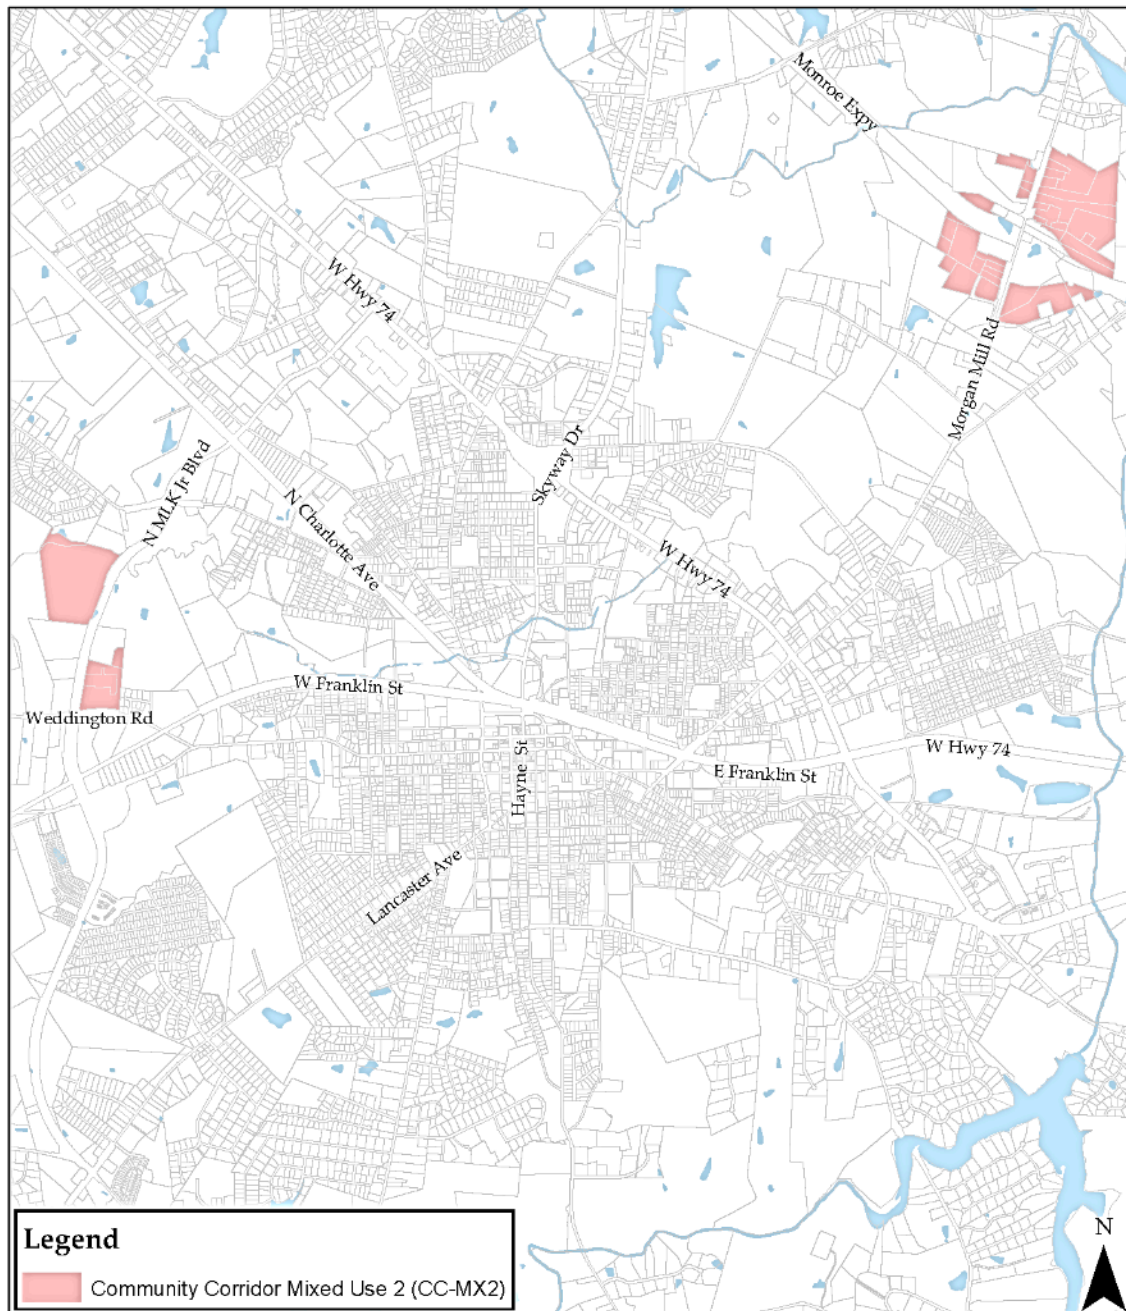 Monroe Expy
W Hwy 74
Morgan Mill Rd
Skyway Dr
N MLK Jr Blvd
N Charlotte Ave
W Hwy 74
W Franklin St
Weddington Rd
W Hwy 74
E Franklin St
Hayne St
Lancaster Ave
Legend
Community Corridor Mixed Use 2 (CC-MX2)
N